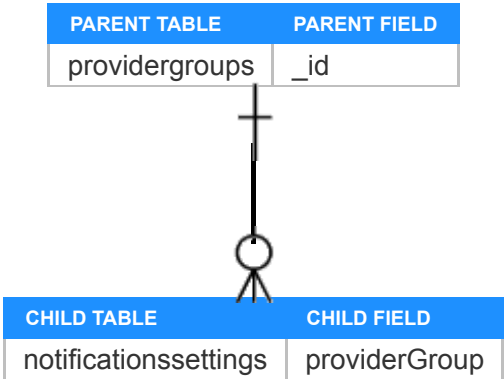 PARENT TABLE PARENT FIELD
providergroups _id
CHILD TABLE CHILD FIELD
notificationssettings providerGroup